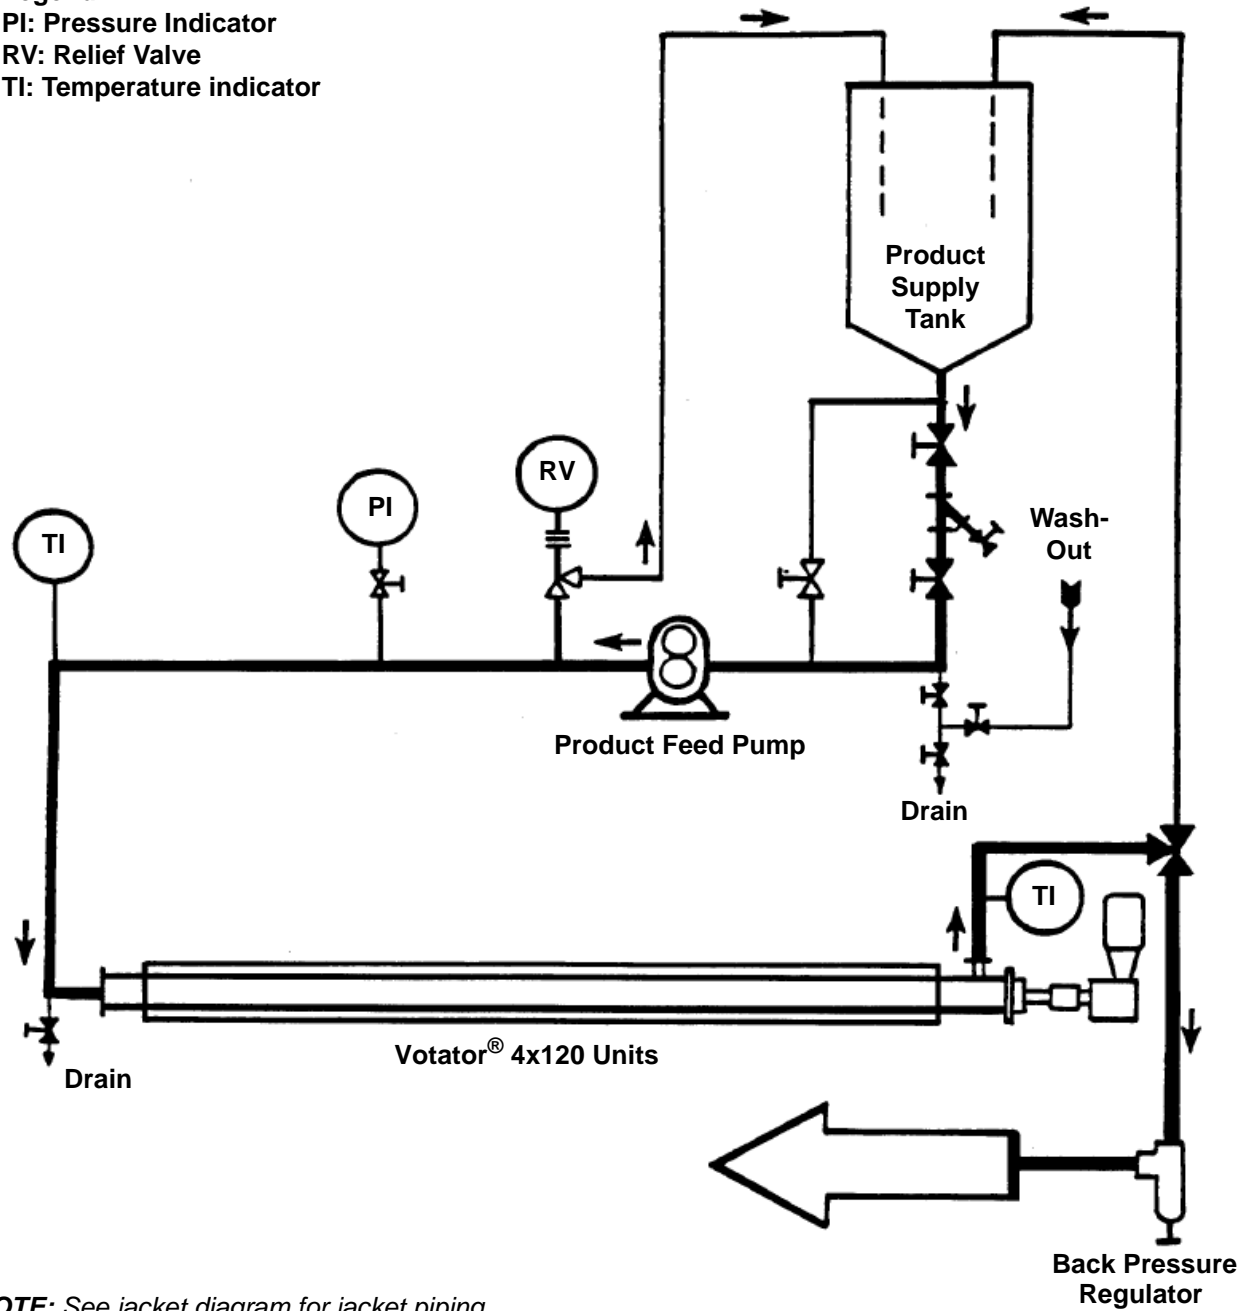 PI: Pressure Indicator
RV: Relief Valve
TI: Temperature indicator
Product
Supply
Tank
RV
PI
TI
Wash-
Out
Product Feed Pump
Drain
TI
Votator® 4x120 Units
Drain
Back Pressure
Regulator
See jacket diagram for jacket piping